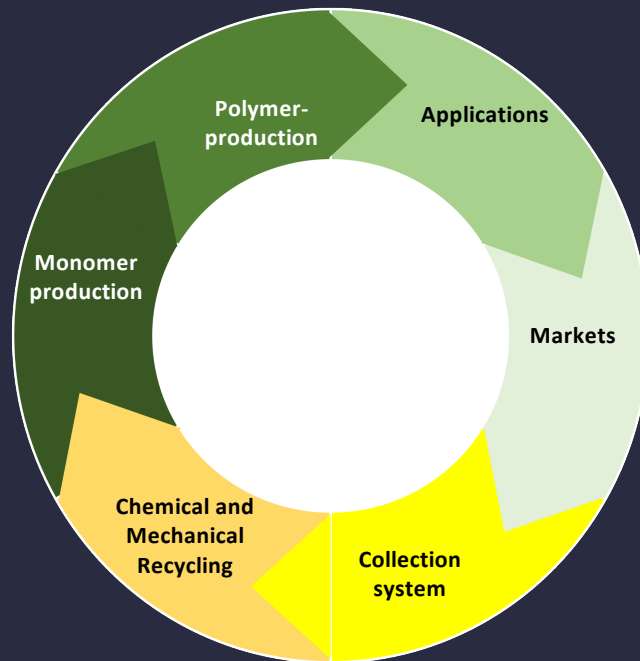 Polymer-
production
Applications
Monomer
production
Markets
Chemical and
Mechanical
Recycling
Collection
system